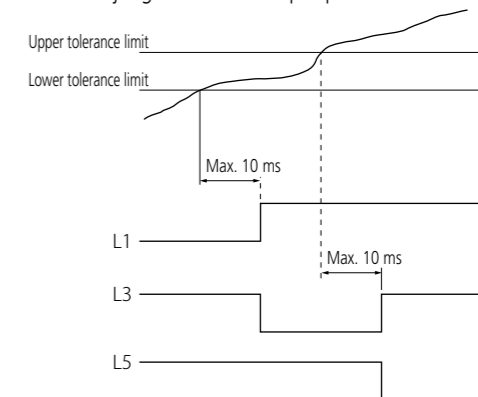 Upper tolerance limit
Lower tolerance limit
Max. 10 ms
L1
Max. 10 ms
L3
L5